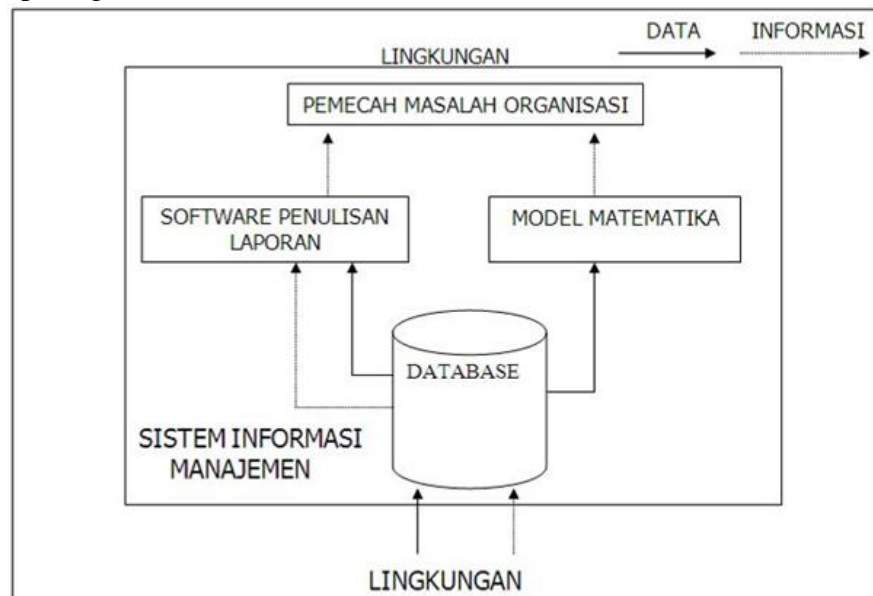 DATA INFORMASI
LINGKUNGAN
PEMECAH MASALAH ORGANISASI
SOFTWARE PENULISAN
LAPORAN
MODEL MATEMATIKA
DATABASE
SISTEM INFORMASI
MANAJEMEN
LINGKUNGAN